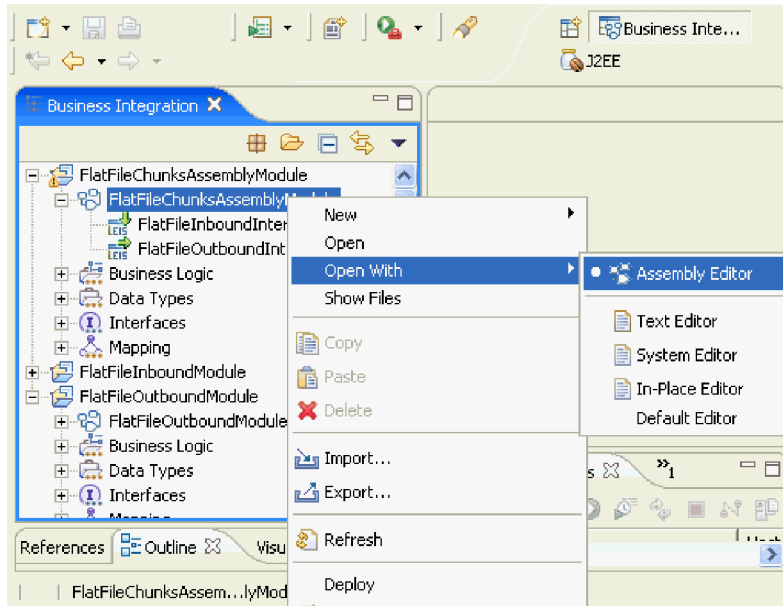 Business Inte...
J2EE
Business Integration
FlatFileChunksAssemblyModule
FlatFileChunksAssembly
FlatFileInboundInter
FlatFileOutboundInt
Business Logic
Data Types
Interfaces
Mapping
FlatFileInboundModule
FlatFileOutboundModule
FlatFileOutboundModule
Business Logic
Data Types
Interfaces
New
Open
Open With
Show Files
Copy
Paste
Delete
Import...
Export...
Refresh
Deploy
Assembly Editor
Text Editor
System Editor
In-Place Editor
Default Editor
s
»1
References
Outline
Visu
FlatFileChunksAssem...lyMod